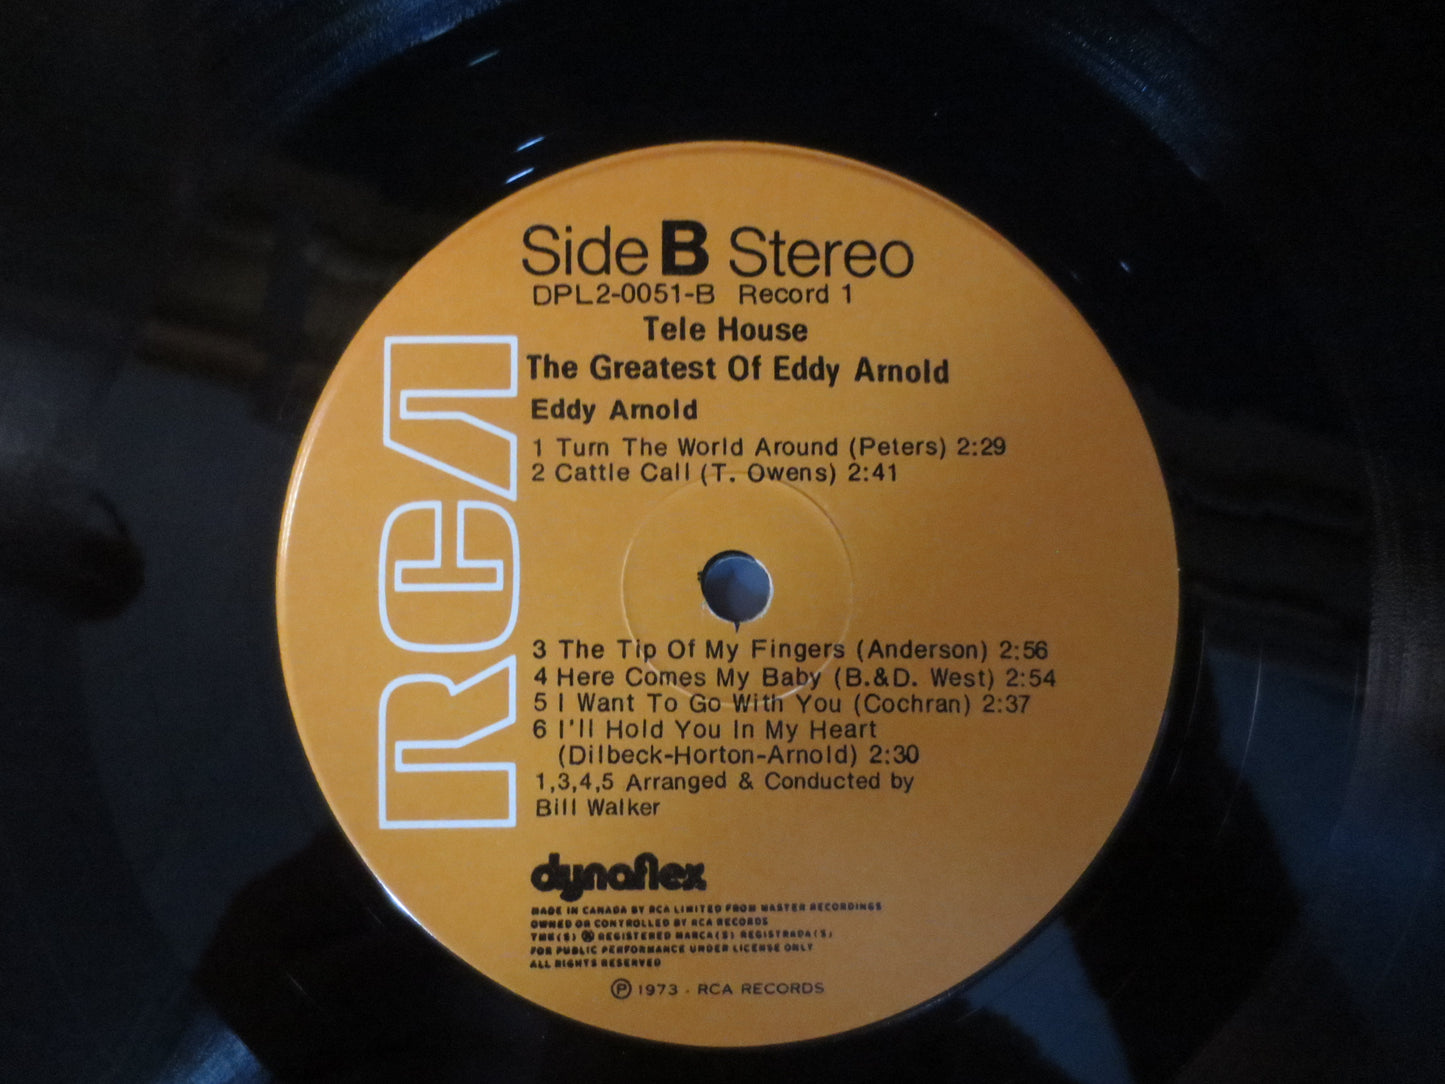 Side B Stereo
DPL2-0051-B Record 1
Tele House
The Greatest Of Eddy Arnold
Eddy Arnold
1 Turn The World Around (Peters) 2:29
2 Cattle Call (T. Owens) 2:41
RCA
3 The Tip Of My Fingers (Anderson) 2:56
4 Here Comes My Baby (B.&D. West) 2:54
5 I Want To Go With You (Cochran) 2:37
6 I'll Hold You In My Heart
(Dilbeck-Horton-Arnold) 2:30
1,3,4,5 Arranged & Conducted by
Bill Walker
dynaflex
MADE IN CANADA BY RCA LIMITED FROM MASTER RECORDINGS
OWNED OR CONTROLLED BY RCA RECORDS
TMK(S) ® REGISTERED MARCA(S) REGISTRADA(S)
FOR PUBLIC PERFORMANCE UNDER LICENSE ONLY
ALL RIGHTS RESERVED
℗ 1973 - RCA RECORDS